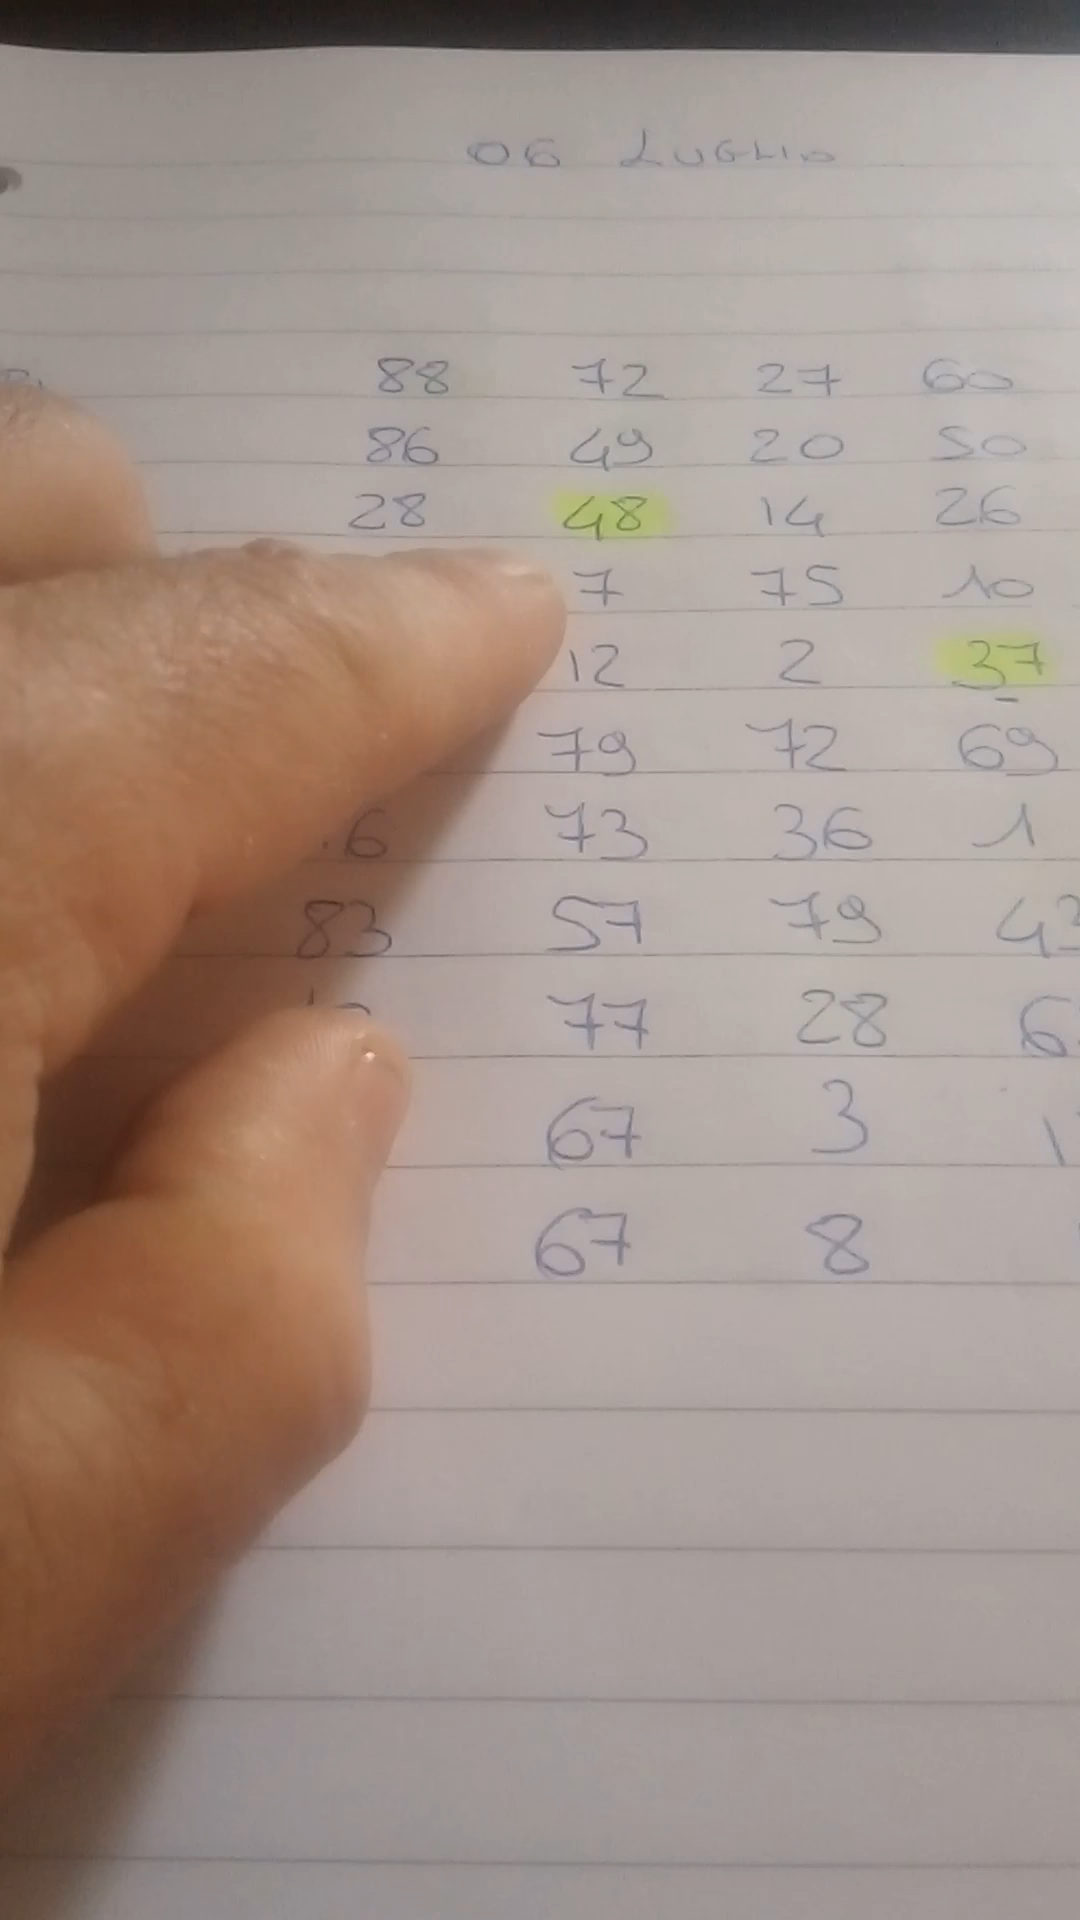 06 LUGLIO
88 72 27 60
86 49 20 50
28 48 14 26
7 75 10
12 2 37
79 72 69
73 36 1
83 57 79 43
77 28
67 3
67 8